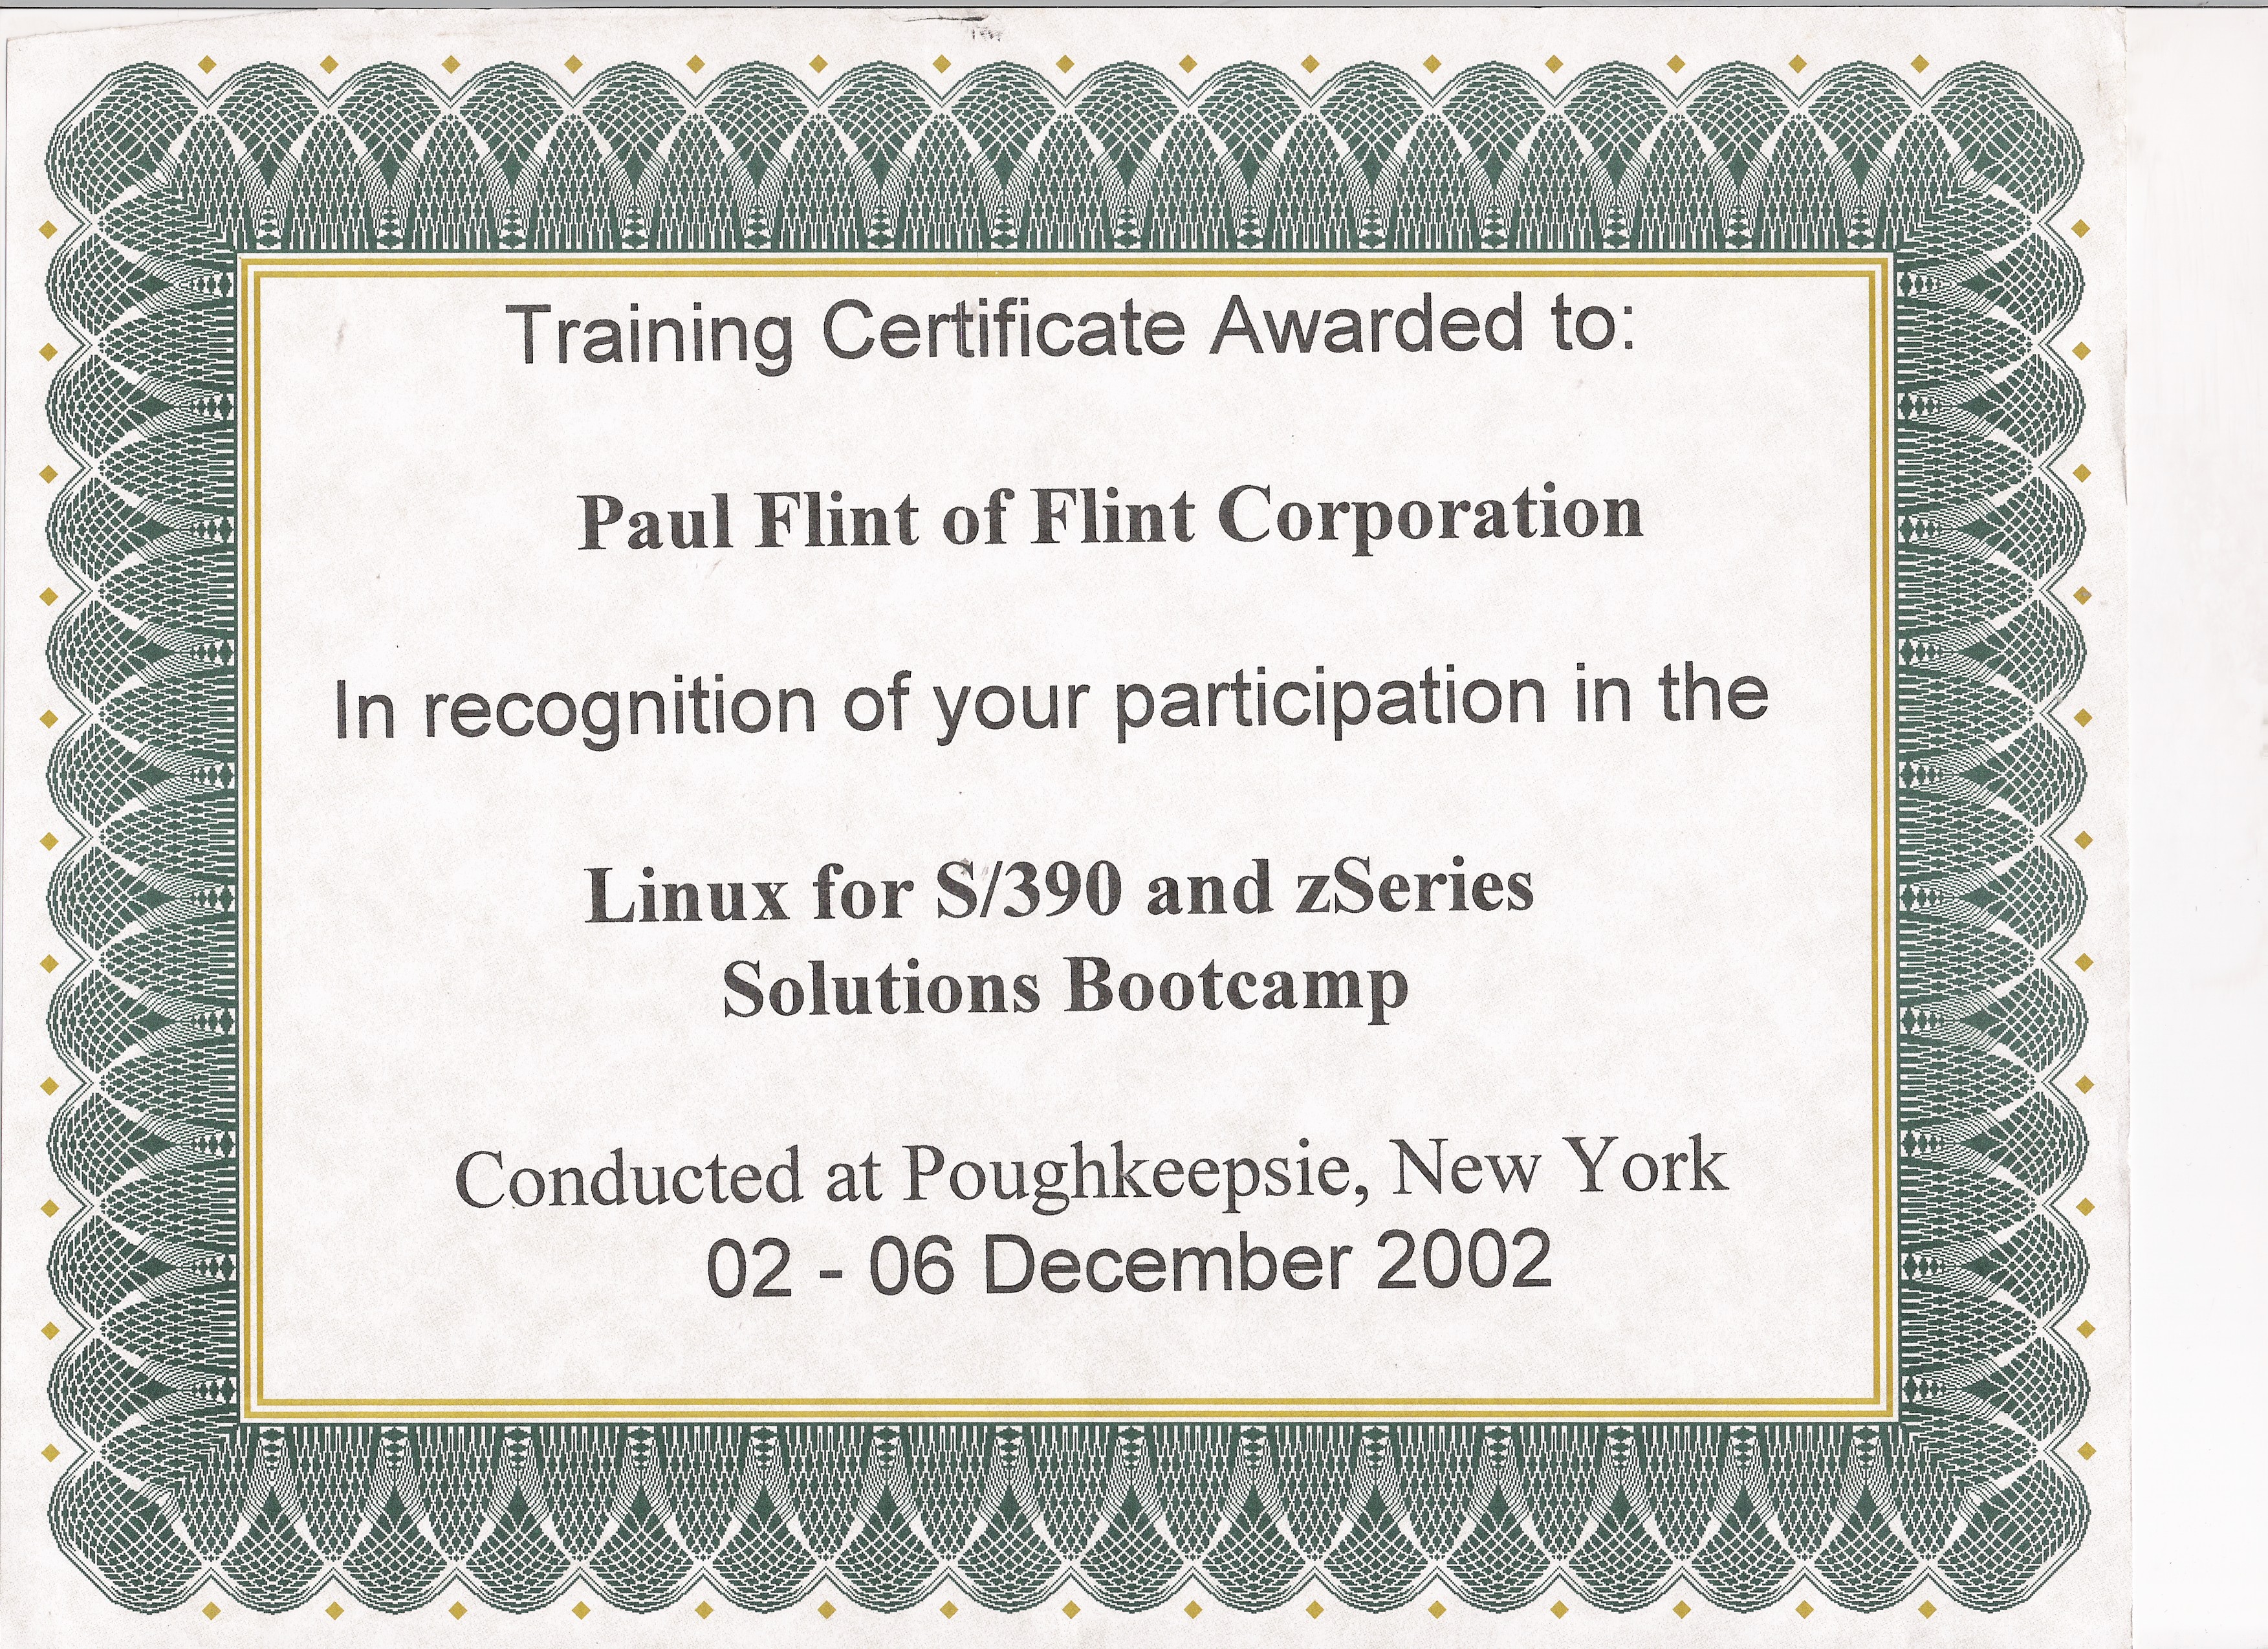 Training Certificate Awarded to:
Paul Flint of Flint Corporation
In recognition of your participation in the
Linux for S/390 and zSeries
Solutions Bootcamp
Conducted at Poughkeepsie, New York
02 - 06 December 2002